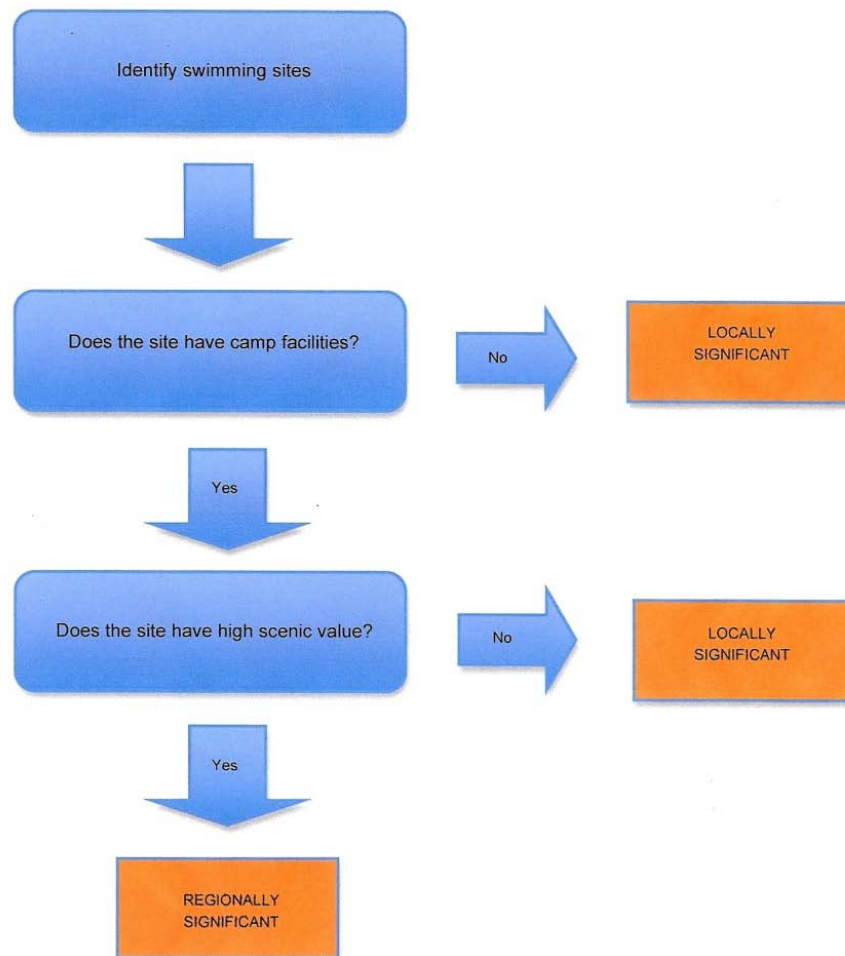 Identify swimming sites
Does the site have camp facilities?
No
LOCALLY
SIGNIFICANT
Yes
Does the site have high scenic value?
No
LOCALLY
SIGNIFICANT
Yes
REGIONALLY
SIGNIFICANT